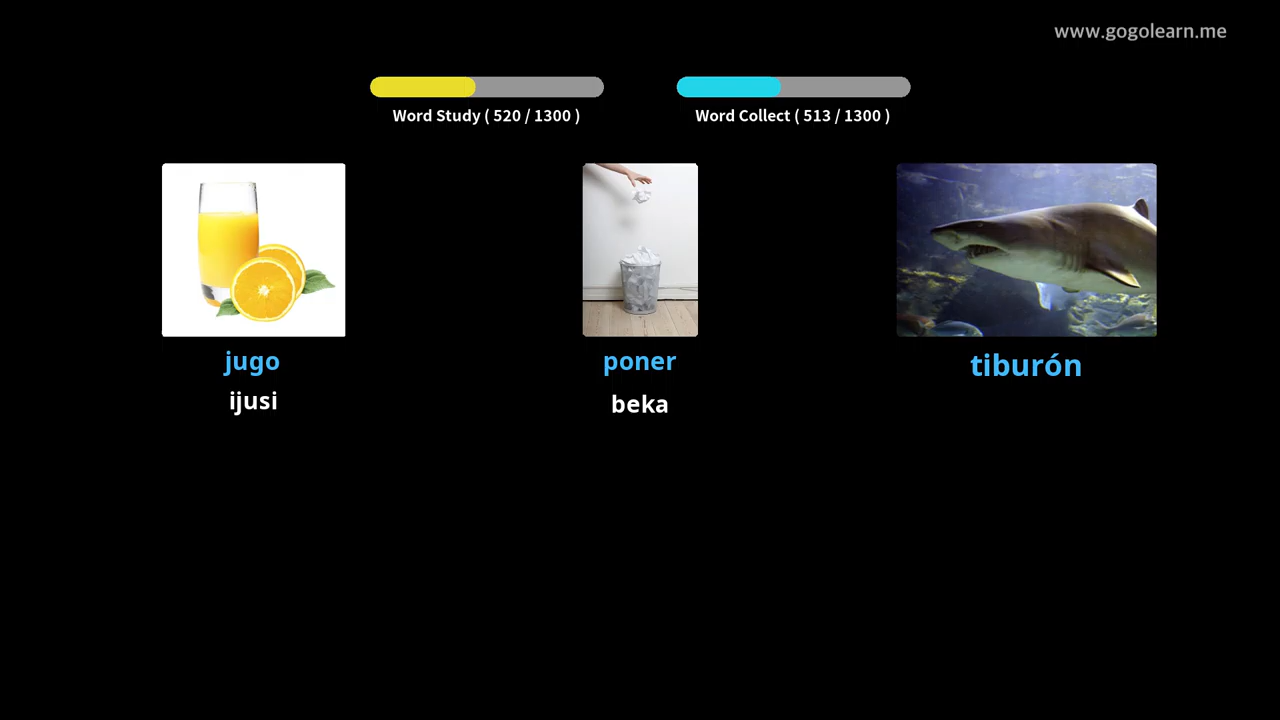 www.gogolearn.me
Word Study ( 520 / 1300 )
Word Collect ( 513 / 1300 )
jugo
poner
tiburón
ijusi
beka